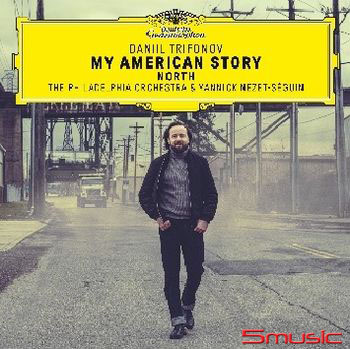 Deutsche
Grammophon
DANIIL TRIFONOV
MY AMERICAN STORY
NORTH
THE PHILADELPHIA ORCHESTRA & YANNICK NÉZET-SÉGUIN
5music